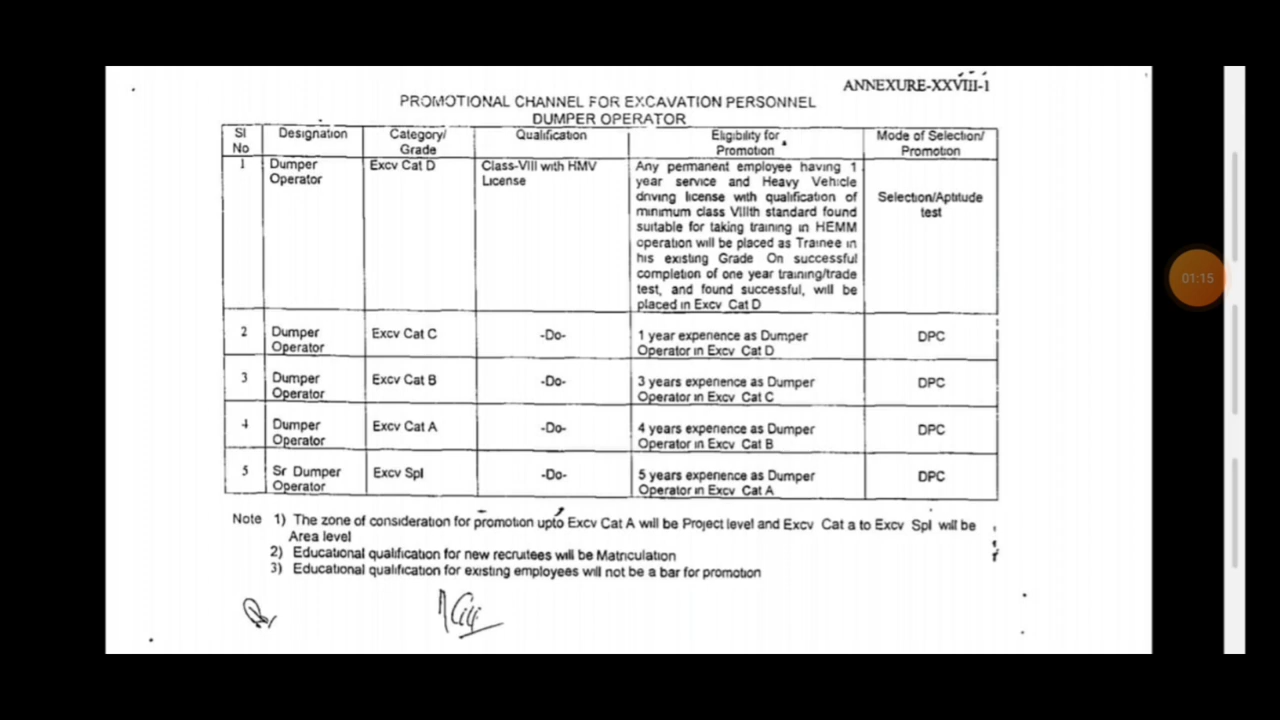 ANNEXURE-XXVIII-1
PROMOTIONAL CHANNEL FOR EXCAVATION PERSONNEL
DUMPER OPERATOR
Sl No | Designation | Category/ Grade | Qualification | Eligibility for Promotion | Mode of Selection/ Promotion
1 | Dumper Operator | Excv Cat D | Class-VIII with HMV License | Any permanent employee having 1 year service and Heavy Vehicle driving license with qualification of minimum class VIIIth standard found suitable for taking training in HEMM operation will be placed as Trainee in his existing Grade On successful completion of one year training/trade test, and found successful, will be placed in Excv Cat D | Selection/Aptitude test
2 | Dumper Operator | Excv Cat C | -Do- | 1 year experience as Dumper Operator in Excv Cat D | DPC
3 | Dumper Operator | Excv Cat B | -Do- | 3 years experience as Dumper Operator in Excv Cat C | DPC
4 | Dumper Operator | Excv Cat A | -Do- | 4 years experience as Dumper Operator in Excv Cat B | DPC
5 | Sr Dumper Operator | Excv Spl | -Do- | 5 years experience as Dumper Operator in Excv Cat A | DPC
Note 1) The zone of consideration for promotion upto Excv Cat A will be Project level and Excv Cat a to Excv Spl will be
Area level
2) Educational qualification for new recruitees will be Matriculation
3) Educational qualification for existing employees will not be a bar for promotion
01:15